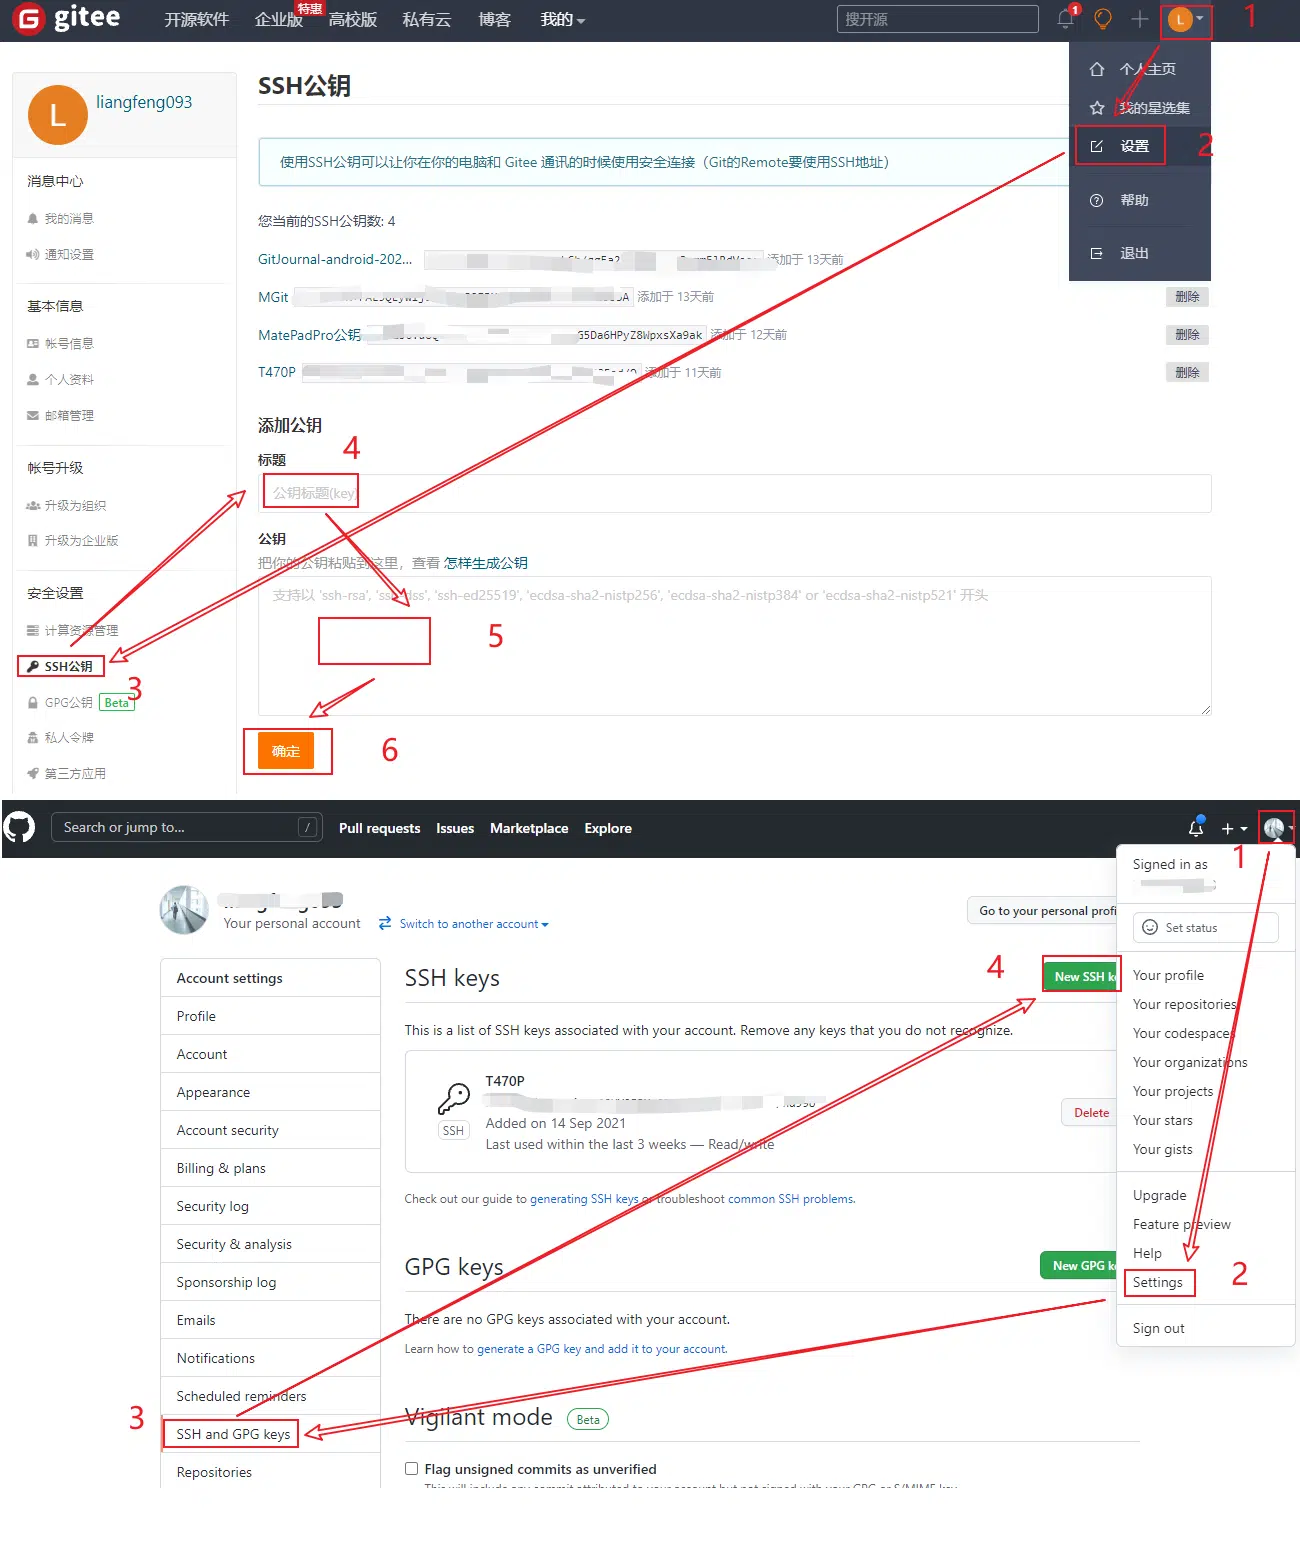 gitee
开源软件 企业版 特惠 高校版 私有云 博客 我的
搜开源
1
L
1
liangfeng093
L
SSH公钥
个人主页
我的星选集
设置
2
帮助
退出
使用SSH公钥可以让你在你的电脑和 Gitee 通讯的时候使用安全连接（Git的Remote要使用SSH地址）
消息中心
我的消息
通知设置
基本信息
帐号信息
个人资料
邮箱管理
帐号升级
升级为组织
升级为企业版
安全设置
计算资源管理
SSH公钥
3
GPG公钥 Beta
私人令牌
第三方应用
您当前的SSH公钥数: 4
GitJournal-android-202... 添加于 13天前
MGit 添加于 13天前 删除
MatePadPro公钥 G5Da6HPyZ8WpxsXa9ak 添加于 12天前 删除
T470P 添加于 11天前 删除
添加公钥
4
标题
公钥标题(key)
公钥
把你的公钥粘贴到这里，查看 怎样生成公钥
支持以 'ssh-rsa', 'ssh-dss', 'ssh-ed25519', 'ecdsa-sha2-nistp256', 'ecdsa-sha2-nistp384' or 'ecdsa-sha2-nistp521' 开头
5
确定
6
Search or jump to... /
Pull requests Issues Marketplace Explore
1
Signed in as
Set status
Your profile
Your repositories
Your codespaces
Your organizations
Your projects
Your stars
Your gists
Upgrade
Feature preview
Help
Settings
2
Sign out
Your personal account
Switch to another account
Go to your personal profi
Account settings
Profile
Account
Appearance
Account security
Billing & plans
Security log
Security & analysis
Sponsorship log
Emails
Notifications
Scheduled reminders
3
SSH and GPG keys
Repositories
SSH keys
4
New SSH ke
This is a list of SSH keys associated with your account. Remove any keys that you do not recognize.
T470P
SSH
Added on 14 Sep 2021
Last used within the last 3 weeks — Read/write
Delete
Check out our guide to generating SSH keys or troubleshoot common SSH problems.
GPG keys
New GPG ke
There are no GPG keys associated with your account.
Learn how to generate a GPG key and add it to your account.
Vigilant mode Beta
Flag unsigned commits as unverified
This will include any commit attributed to your account but not signed with your GPG or S/MIME key.